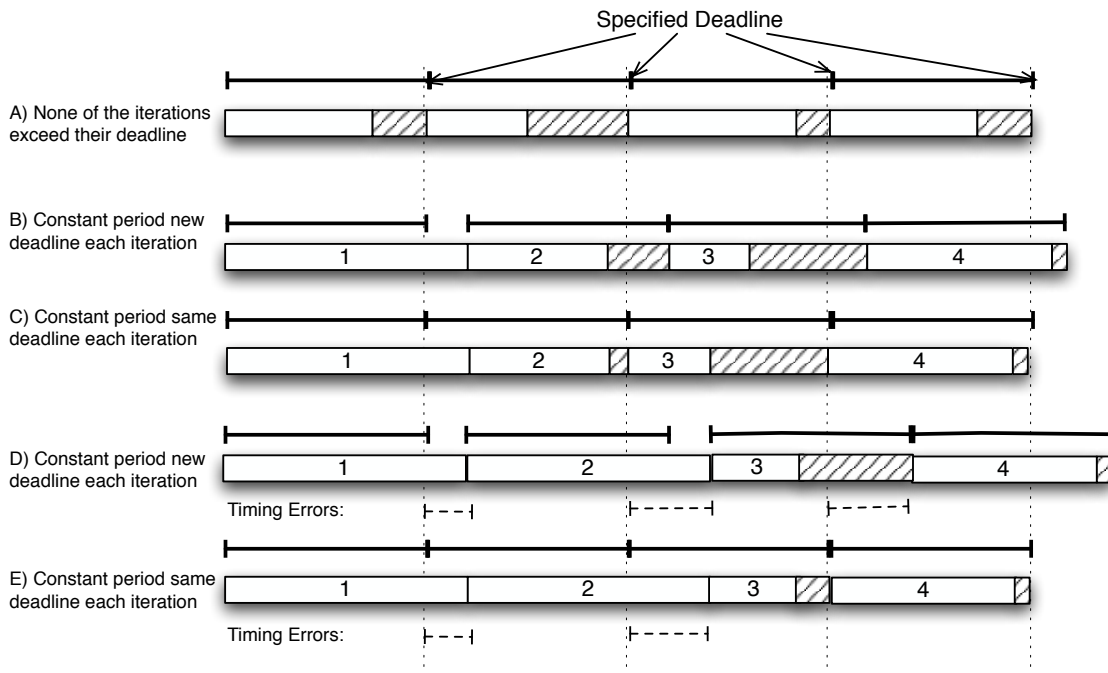 Specified Deadline
A) None of the iterations
exceed their deadline
B) Constant period new
deadline each iteration
1 2 3 4
C) Constant period same
deadline each iteration
1 2 3 4
D) Constant period new
deadline each iteration
1 2 3 4
Timing Errors:
E) Constant period same
deadline each iteration
1 2 3 4
Timing Errors: